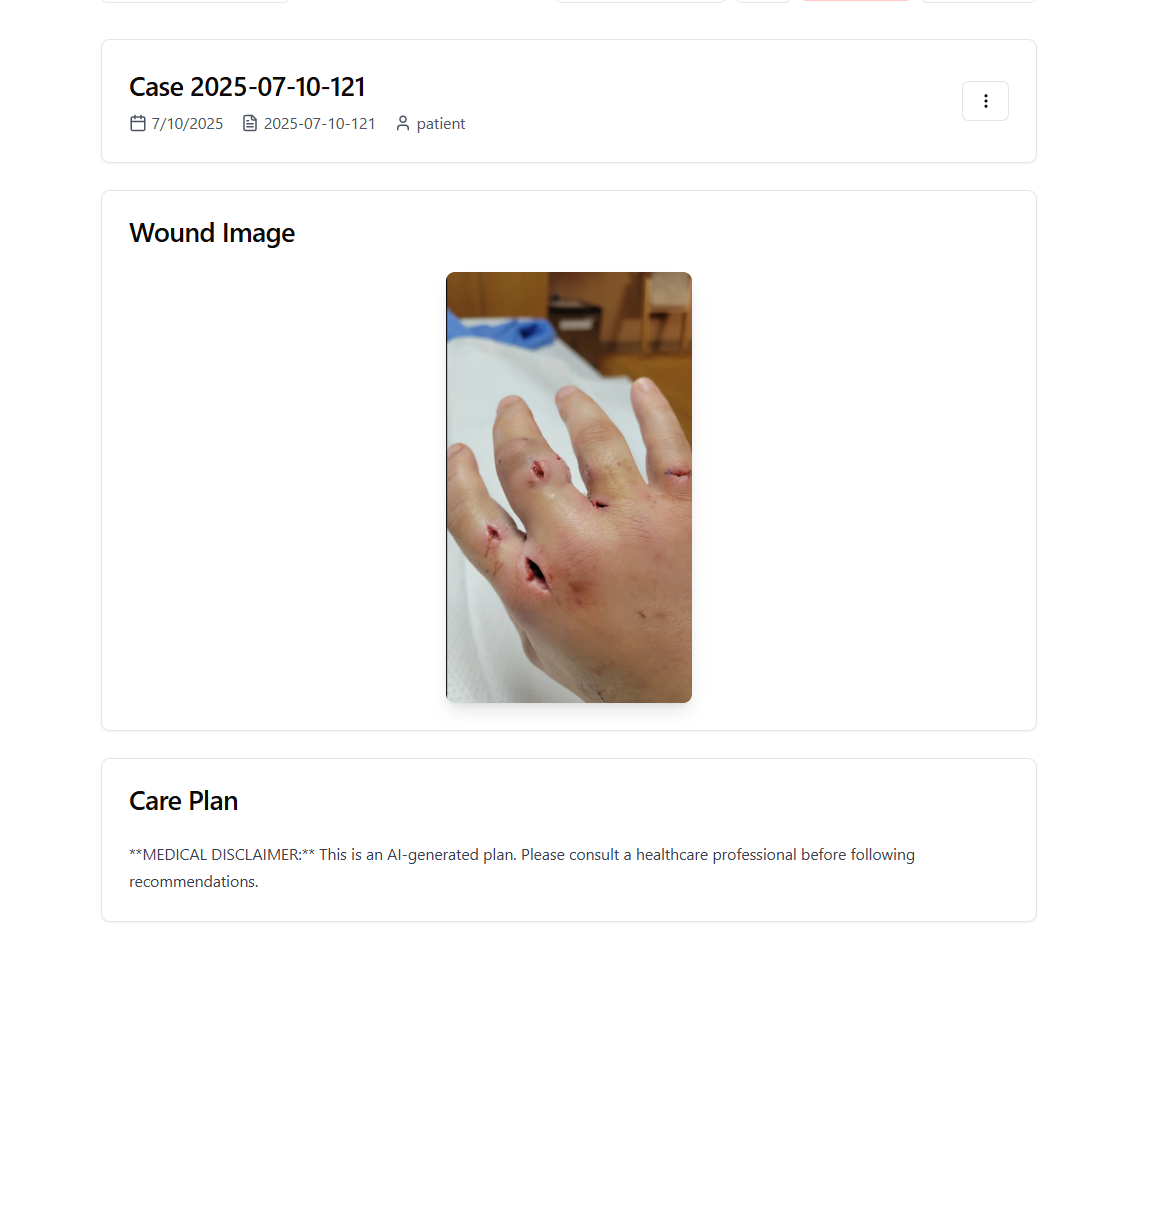 Case 2025-07-10-121
7/10/2025 2025-07-10-121 patient
Wound Image
Care Plan
**MEDICAL DISCLAIMER:** This is an AI-generated plan. Please consult a healthcare professional before following
recommendations.